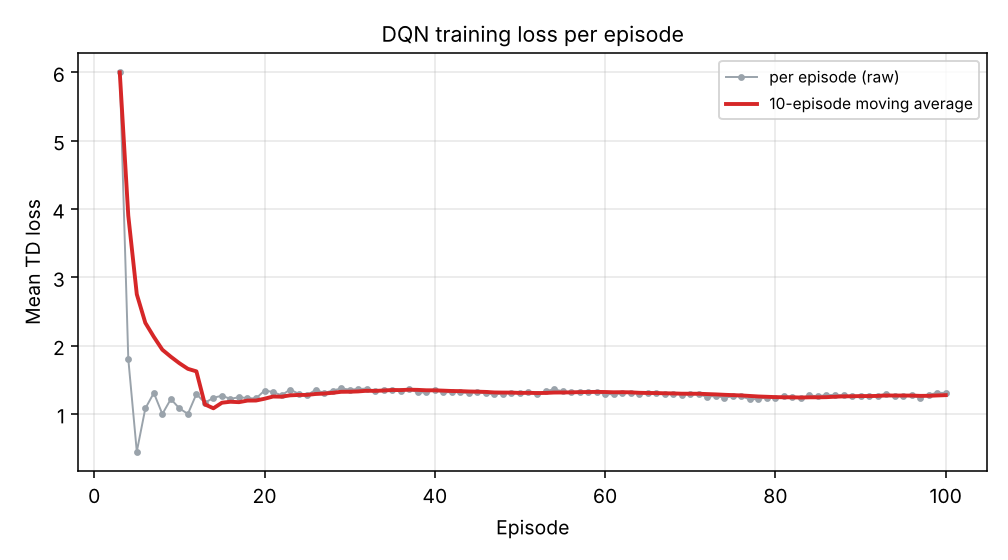 DQN training loss per episode
per episode (raw)
10-episode moving average
Mean TD loss
6
5
4
3
2
1
0 20 40 60 80 100
Episode